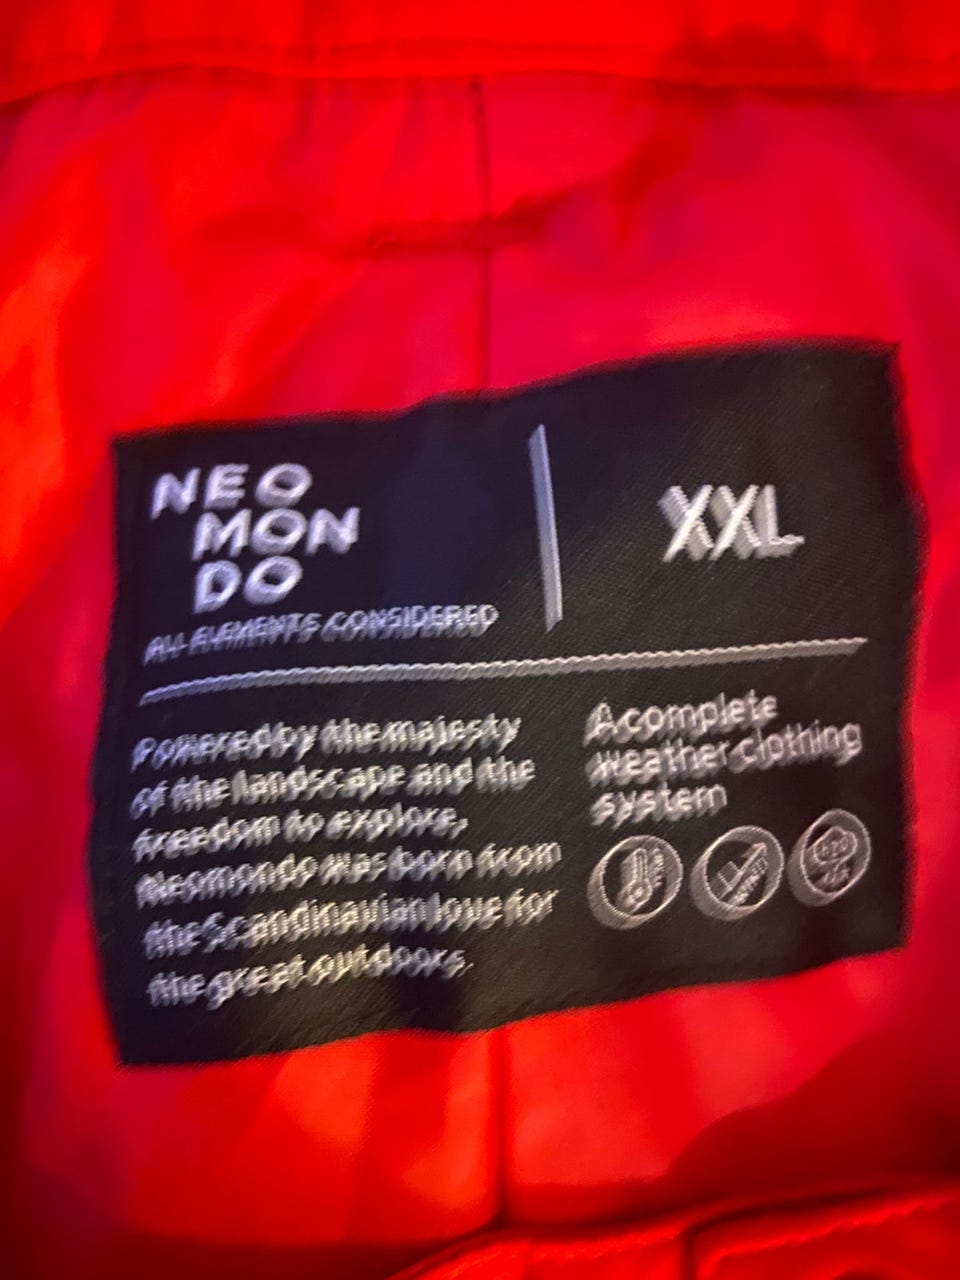 NEO
MON
DO
ALL ELEMENTS CONSIDERED
XXL
Powered by the majesty
of the landscape and the
freedom to explore,
Neomondo was born from
the Scandinavian love for
the great outdoors.
A complete
weather clothing
system